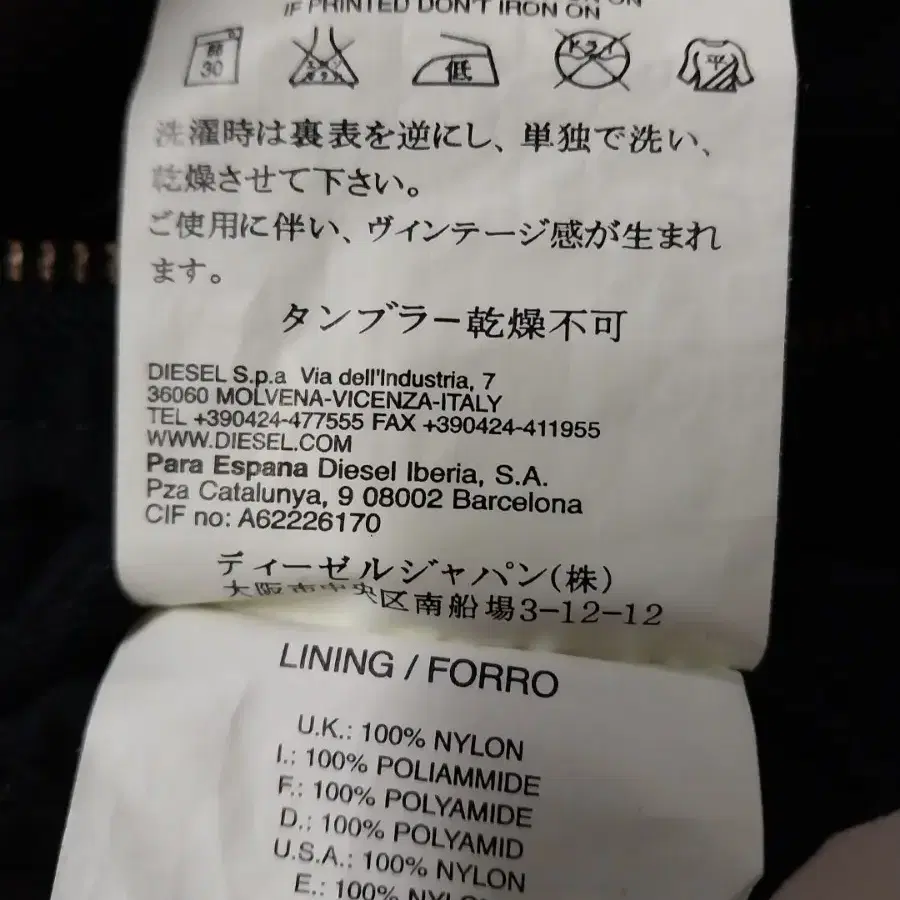 IF PRINTED DON'T IRON ON
30
低
ドライ
平
洗濯時は裏表を逆にし、単独で洗い、
乾燥させて下さい。
ご使用に伴い、ヴィンテージ感が生まれ
ます。
タンブラー乾燥不可
DIESEL S.p.a Via dell'Industria, 7
36060 MOLVENA-VICENZA-ITALY
TEL +390424-477555 FAX +390424-411955
WWW.DIESEL.COM
Para Espana Diesel Iberia, S.A.
Pza Catalunya, 9 08002 Barcelona
CIF no: A62226170
ディーゼルジャパン(株)
大阪市中央区南船場3-12-12
LINING / FORRO
U.K.: 100% NYLON
I.: 100% POLIAMMIDE
F.: 100% POLYAMIDE
D.: 100% POLYAMID
U.S.A.: 100% NYLON
E.: 100%